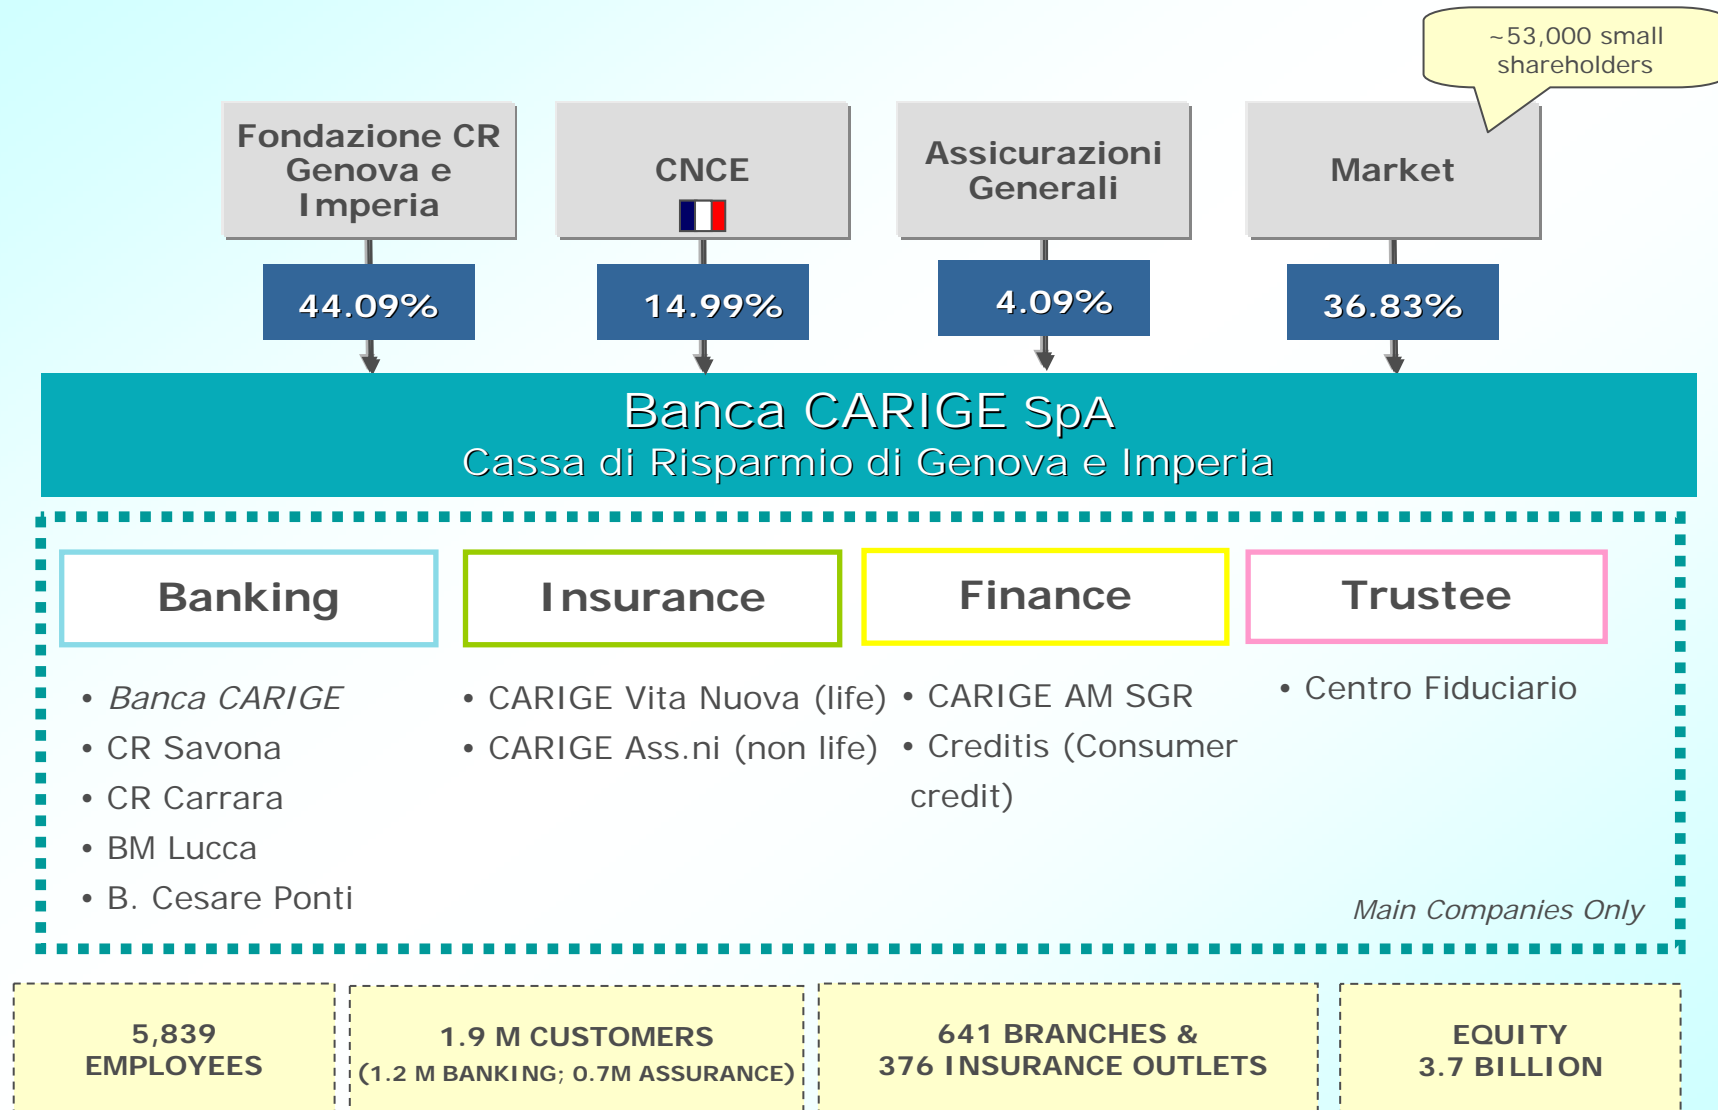 ~53,000 small
shareholders
Fondazione CR
Genova e
Imperia
CNCE
Assicurazioni
Generali
Market
44.09%
14.99%
4.09%
36.83%
Banca CARIGE SpA
Cassa di Risparmio di Genova e Imperia
Banking
Insurance
Finance
Trustee
• Banca CARIGE
• CR Savona
• CR Carrara
• BM Lucca
• B. Cesare Ponti
• CARIGE Vita Nuova (life)
• CARIGE Ass.ni (non life)
• CARIGE AM SGR
• Creditis (Consumer
credit)
• Centro Fiduciario
Main Companies Only
5,839
EMPLOYEES
1.9 M CUSTOMERS
(1.2 M BANKING; 0.7M ASSURANCE)
641 BRANCHES &
376 INSURANCE OUTLETS
EQUITY
3.7 BILLION